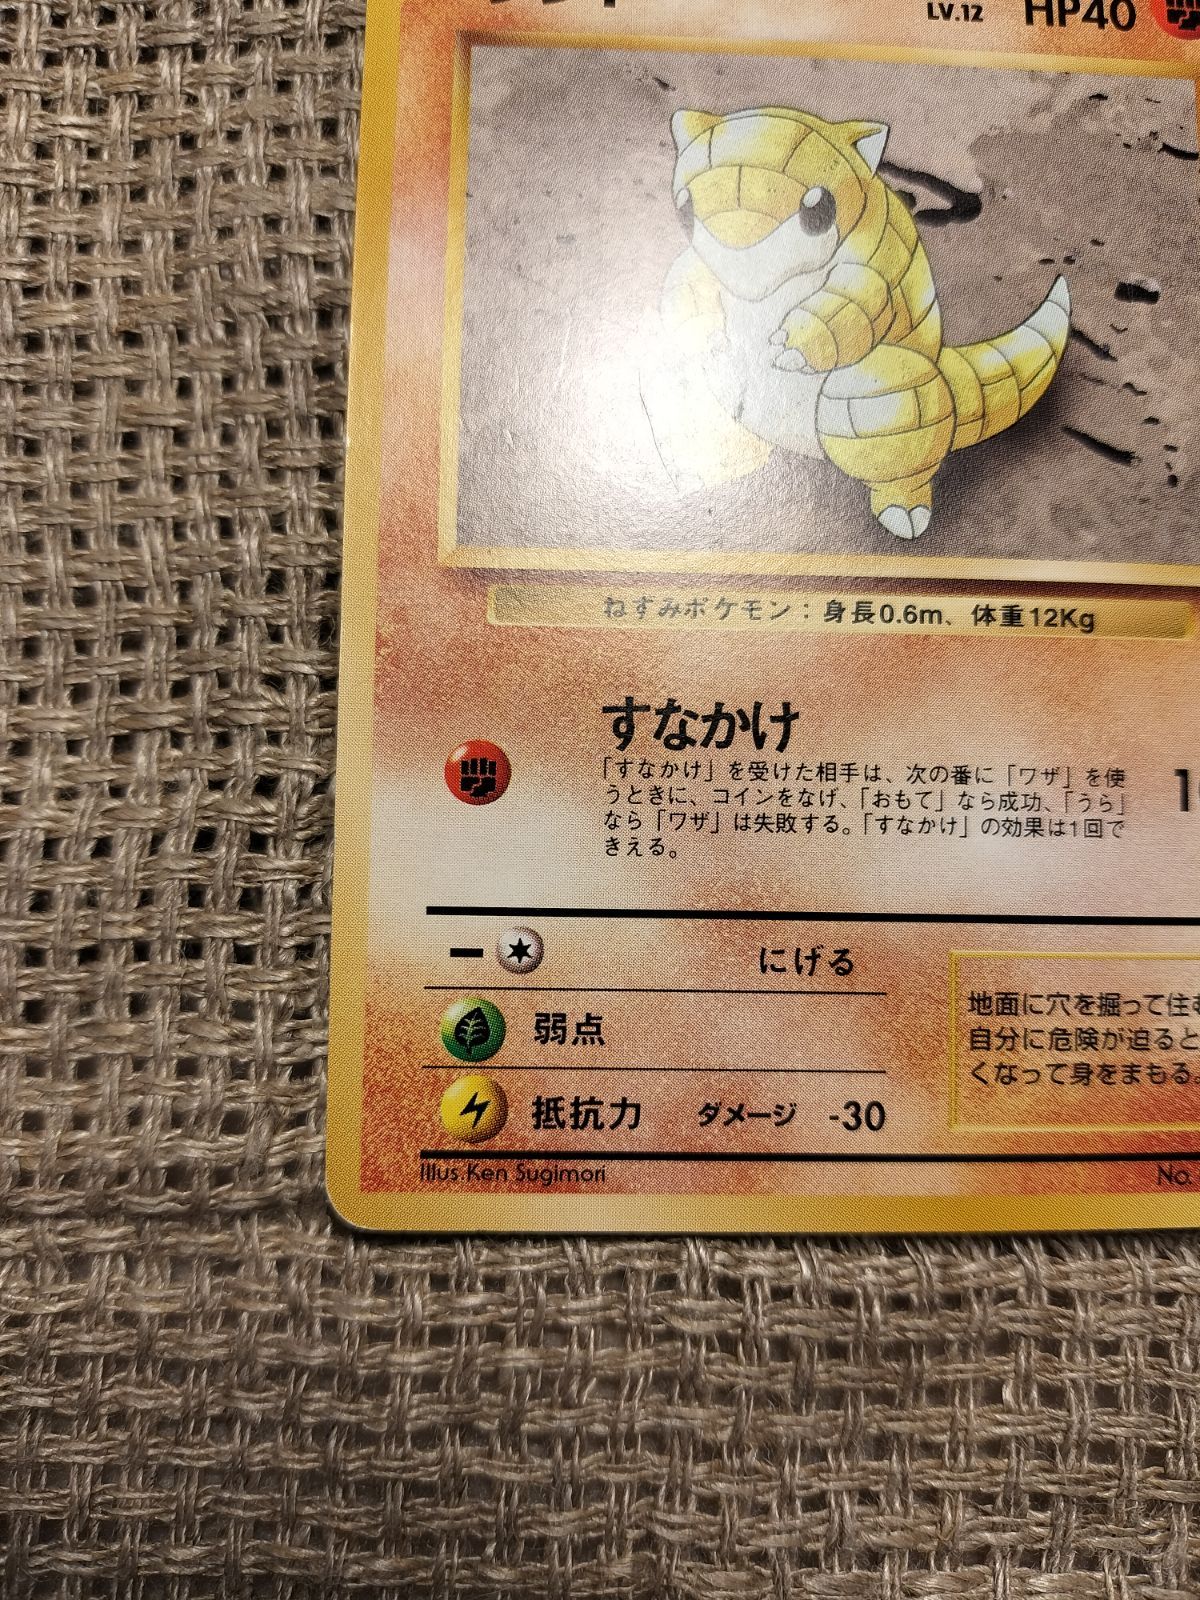 LV.12 HP40
ねずみポケモン：身長0.6m、体重12Kg
すなかけ
「すなかけ」を受けた相手は、次の番に「ワザ」を使
うときに、コインをなげ、「おもて」なら成功、「うら」
なら「ワザ」は失敗する。「すなかけ」の効果は1回で
きえる。
にげる
弱点
抵抗力 ダメージ -30
地面に穴を掘って住
自分に危険が迫ると
くなって身をまもる
Illus. Ken Sugimori No.